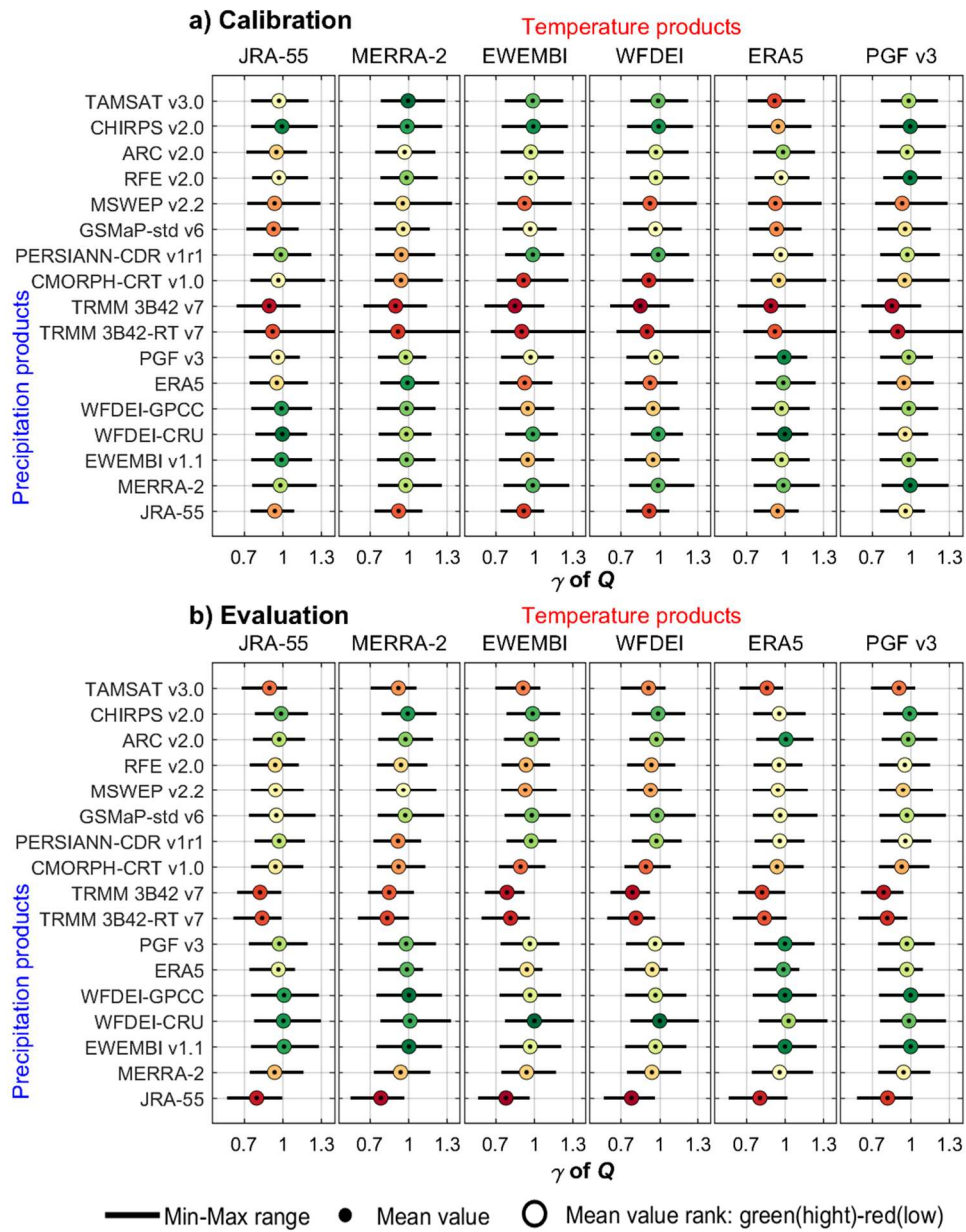 a) Calibration
Temperature products
JRA-55 MERRA-2 EWEMBI WFDEI ERA5 PGF v3
TAMSAT v3.0
CHIRPS v2.0
ARC v2.0
RFE v2.0
MSWEP v2.2
GSMaP-std v6
PERSIANN-CDR v1r1
CMORPH-CRT v1.0
TRMM 3B42 v7
TRMM 3B42-RT v7
PGF v3
ERA5
WFDEI-GPCC
WFDEI-CRU
EWEMBI v1.1
MERRA-2
JRA-55
Precipitation products
0.7 1 1.3 0.7 1 1.3 0.7 1 1.3 0.7 1 1.3 0.7 1 1.3 0.7 1 1.3
γ of Q
b) Evaluation
Temperature products
JRA-55 MERRA-2 EWEMBI WFDEI ERA5 PGF v3
TAMSAT v3.0
CHIRPS v2.0
ARC v2.0
RFE v2.0
MSWEP v2.2
GSMaP-std v6
PERSIANN-CDR v1r1
CMORPH-CRT v1.0
TRMM 3B42 v7
TRMM 3B42-RT v7
PGF v3
ERA5
WFDEI-GPCC
WFDEI-CRU
EWEMBI v1.1
MERRA-2
JRA-55
Precipitation products
0.7 1 1.3 0.7 1 1.3 0.7 1 1.3 0.7 1 1.3 0.7 1 1.3 0.7 1 1.3
γ of Q
Min-Max range Mean value Mean value rank: green(hight)-red(low)